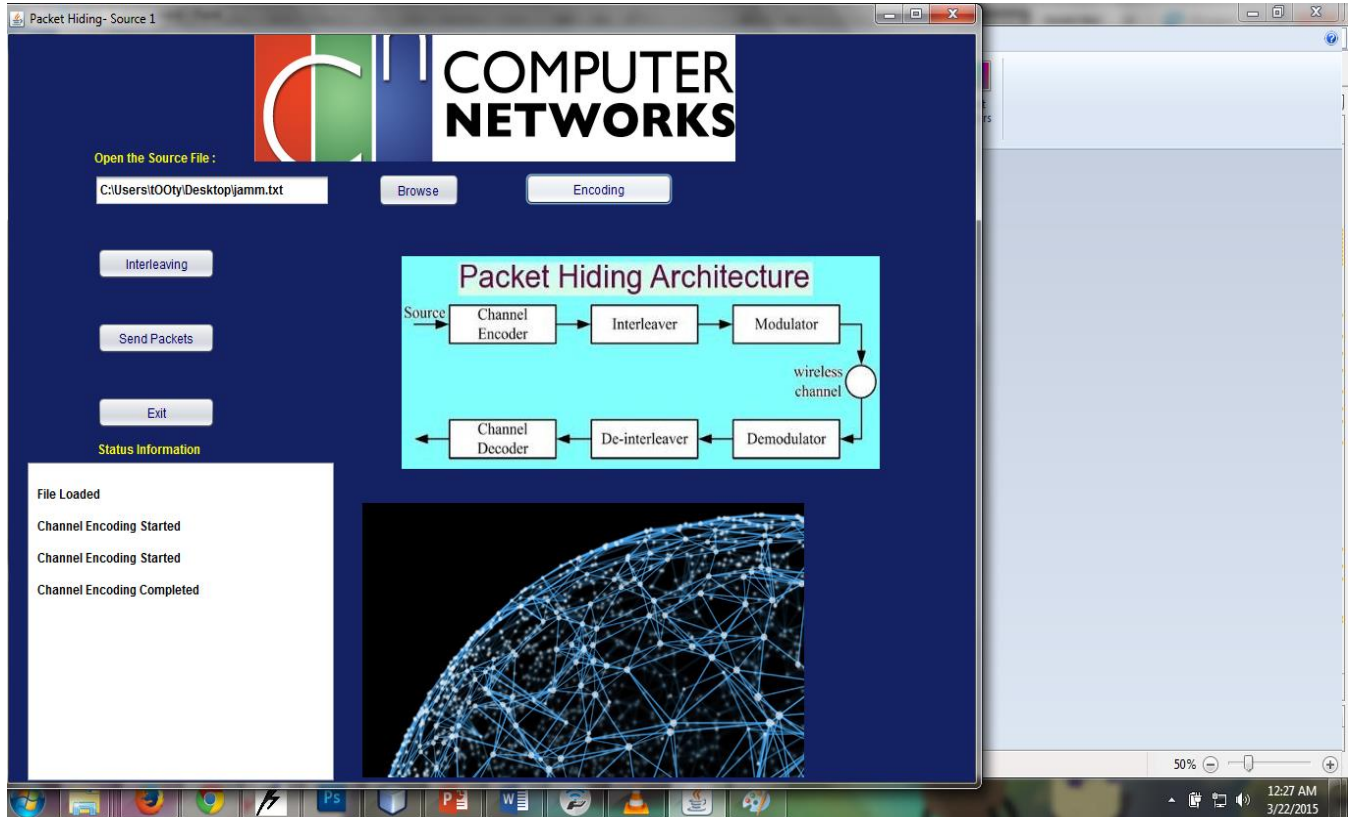 Packet Hiding- Source 1
COMPUTER
NETWORKS
Open the Source File :
C:\Users\tOOty\Desktop\jamm.txt
Browse
Encoding
Interleaving
Send Packets
Exit
Packet Hiding Architecture
Source
Channel
Encoder
Interleaver
Modulator
wireless
channel
Channel
Decoder
De-interleaver
Demodulator
Status Information
File Loaded
Channel Encoding Started
Channel Encoding Started
Channel Encoding Completed
50%
Ps
12:27 AM
3/22/2015